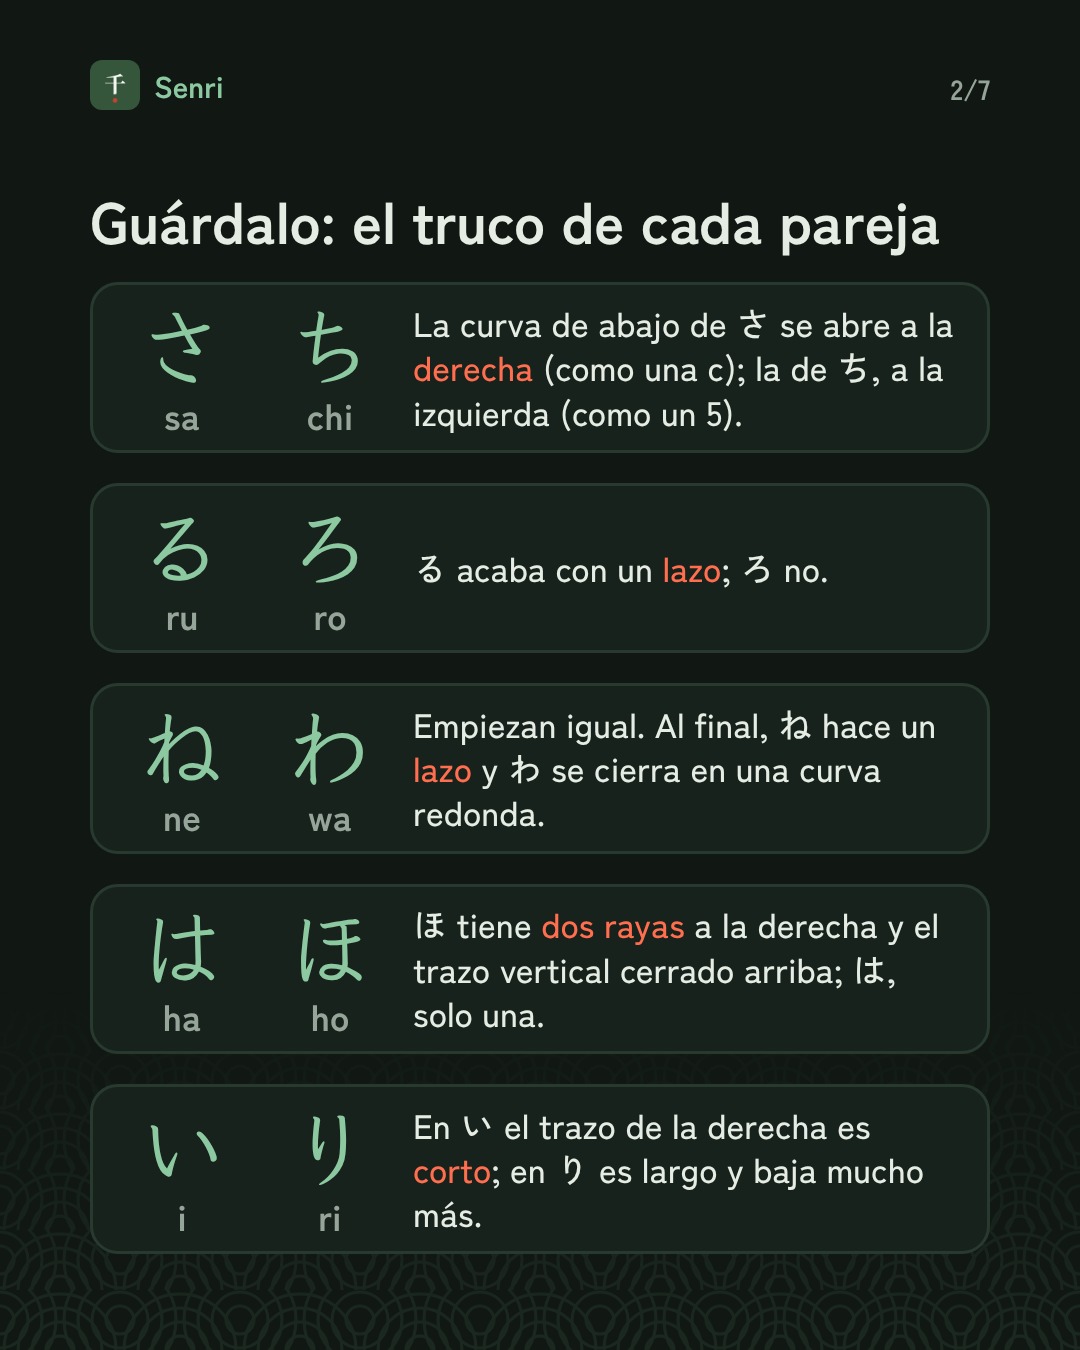 千
Senri
2/7
Guárdalo: el truco de cada pareja
さ ち
sa chi
La curva de abajo de さ se abre a la
derecha (como una c); la de ち, a la
izquierda (como un 5).
る ろ
ru ro
る acaba con un lazo; ろ no.
ね わ
ne wa
Empiezan igual. Al final, ね hace un
lazo y わ se cierra en una curva
redonda.
は ほ
ha ho
ほ tiene dos rayas a la derecha y el
trazo vertical cerrado arriba; は,
solo una.
い り
i ri
En い el trazo de la derecha es
corto; en り es largo y baja mucho
más.